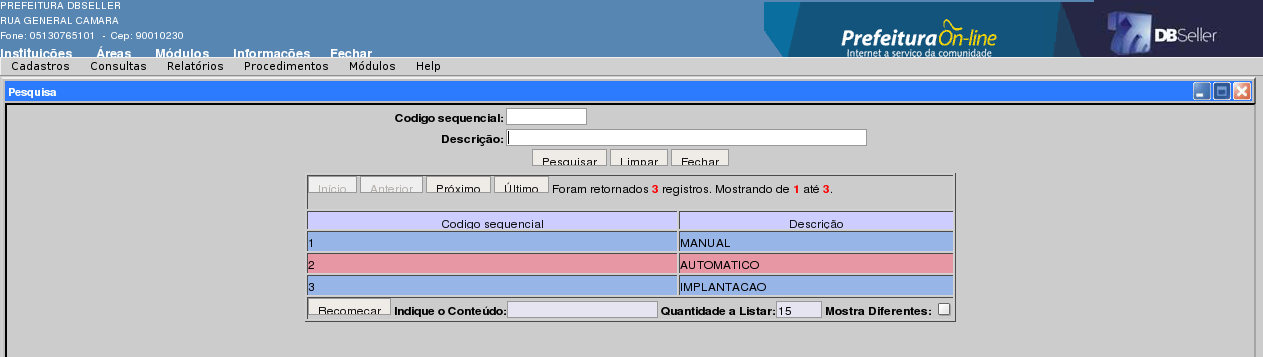 PREFEITURA DBSELLER
RUA GENERAL CAMARA
Fone: 05130765101 - Cep: 90010230
Instituições Áreas Módulos Informações Fechar
Prefeitura On-line
Internet a serviço da comunidade
DBSeller
Cadastros Consultas Relatórios Procedimentos Módulos Help
Pesquisa
Codigo sequencial:
Descrição:
Pesquisar Limpar Fechar
Início Anterior Próximo Último Foram retornados 3 registros. Mostrando de 1 até 3.
Codigo sequencial Descrição
1 MANUAL
2 AUTOMATICO
3 IMPLANTACAO
Recomeçar Indique o Conteúdo: Quantidade a Listar: 15 Mostra Diferentes: